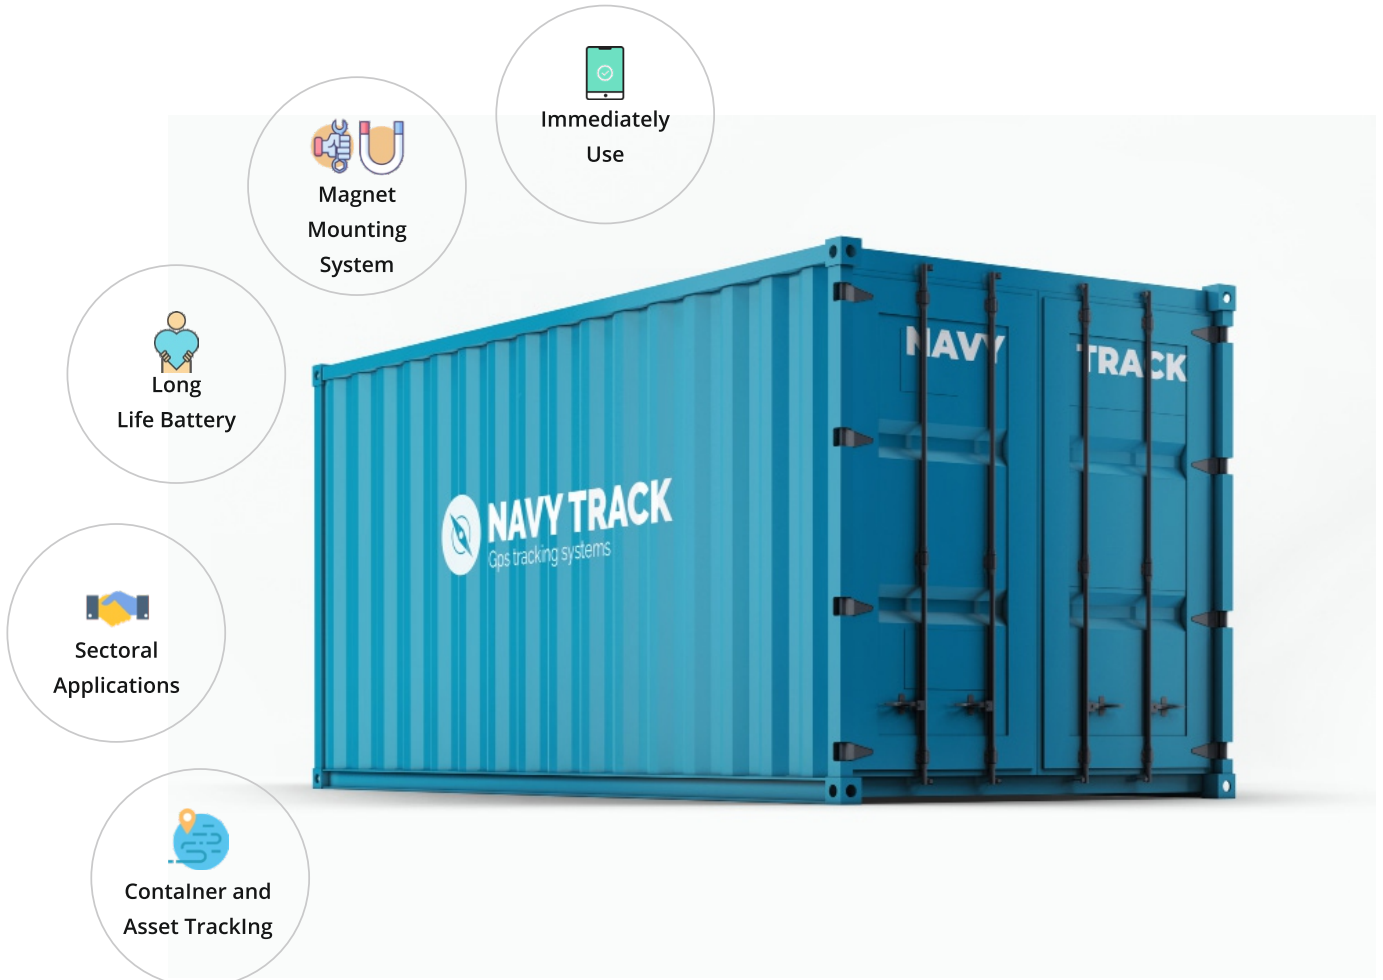 Immediately
Use
Magnet
Mounting
System
Long
Life Battery
Sectoral
Applications
ContaIner and
Asset TrackIng
NAVY TRACK
Gps tracking systems
NAVY TRACK